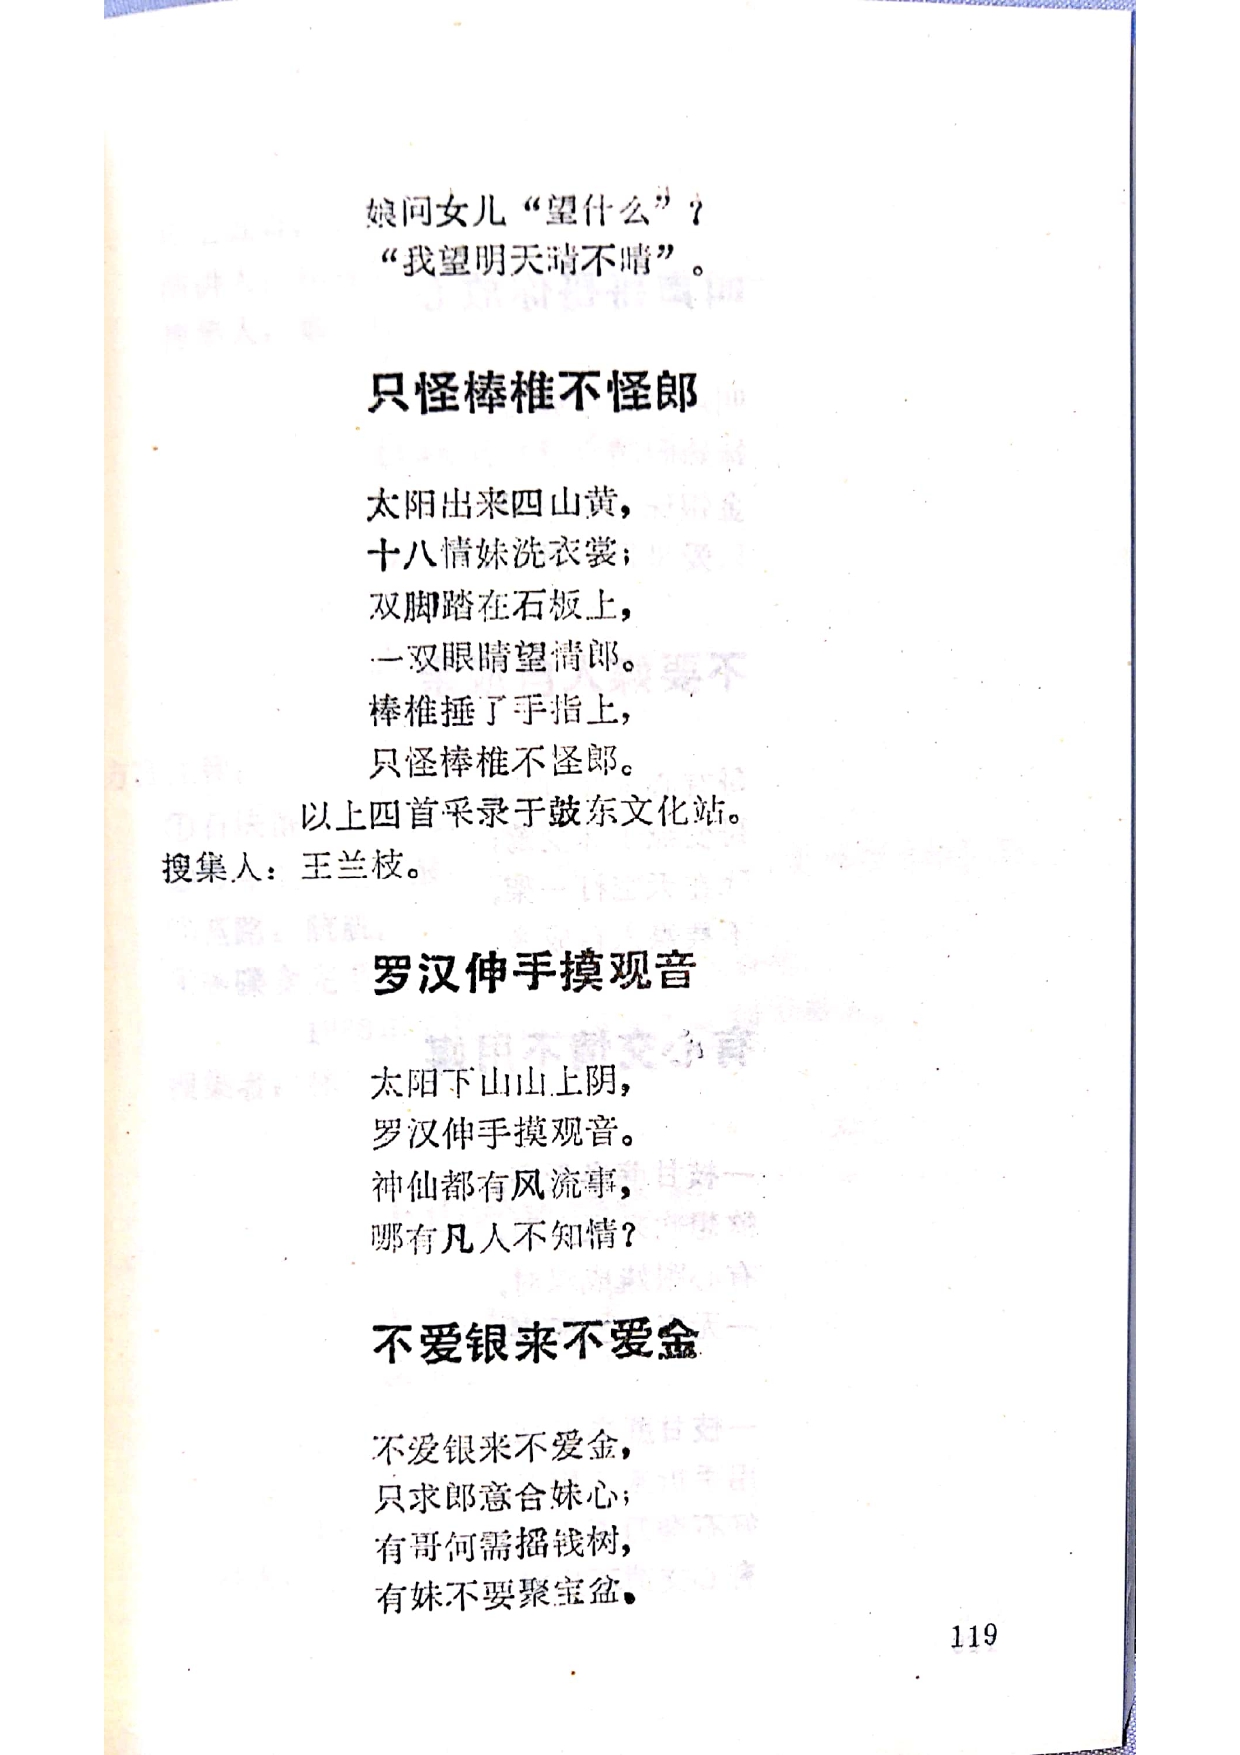 娘问女儿“望什么”？
“我望明天晴不晴”。
只怪棒椎不怪郎
太阳出来四山黄，
十八情妹洗衣裳；
双脚踏在石板上，
一双眼睛望情郎。
棒椎捶了手指上，
只怪棒椎不怪郎。
以上四首采录于鼓东文化站。
搜集人：王兰枝。
罗汉伸手摸观音
太阳下山山上阴，
罗汉伸手摸观音。
神仙都有风流事，
哪有凡人不知情？
不爱银来不爱金
不爱银来不爱金，
只求郎意合妹心；
有哥何需摇钱树，
有妹不要聚宝盆。
119